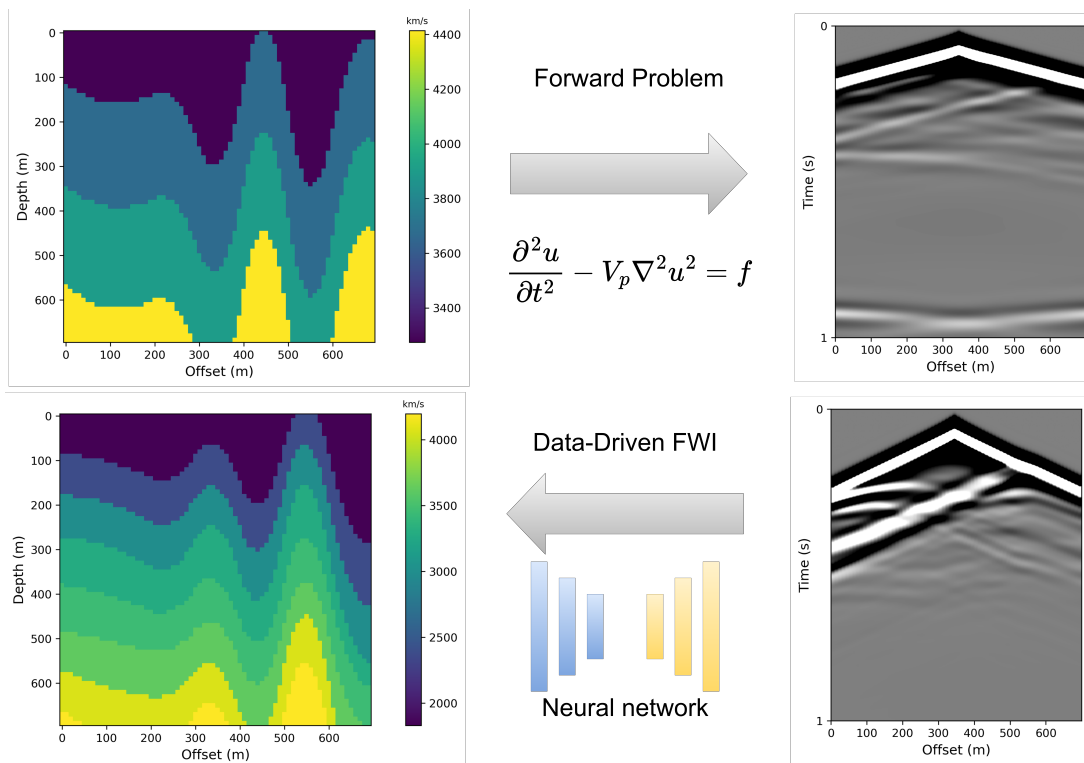 km/s
0
100
200
300
400
500
600
Depth (m)
0 100 200 300 400 500 600
Offset (m)
4400
4200
4000
3800
3600
3400
Forward Problem
∂²u/∂t² − Vₚ∇²u² = f
0
1
Time (s)
0 100 200 300 400 500 600
Offset (m)
km/s
0
100
200
300
400
500
600
Depth (m)
0 100 200 300 400 500 600
Offset (m)
4000
3500
3000
2500
2000
Data-Driven FWI
Neural network
0
1
Time (s)
0 100 200 300 400 500 600
Offset (m)